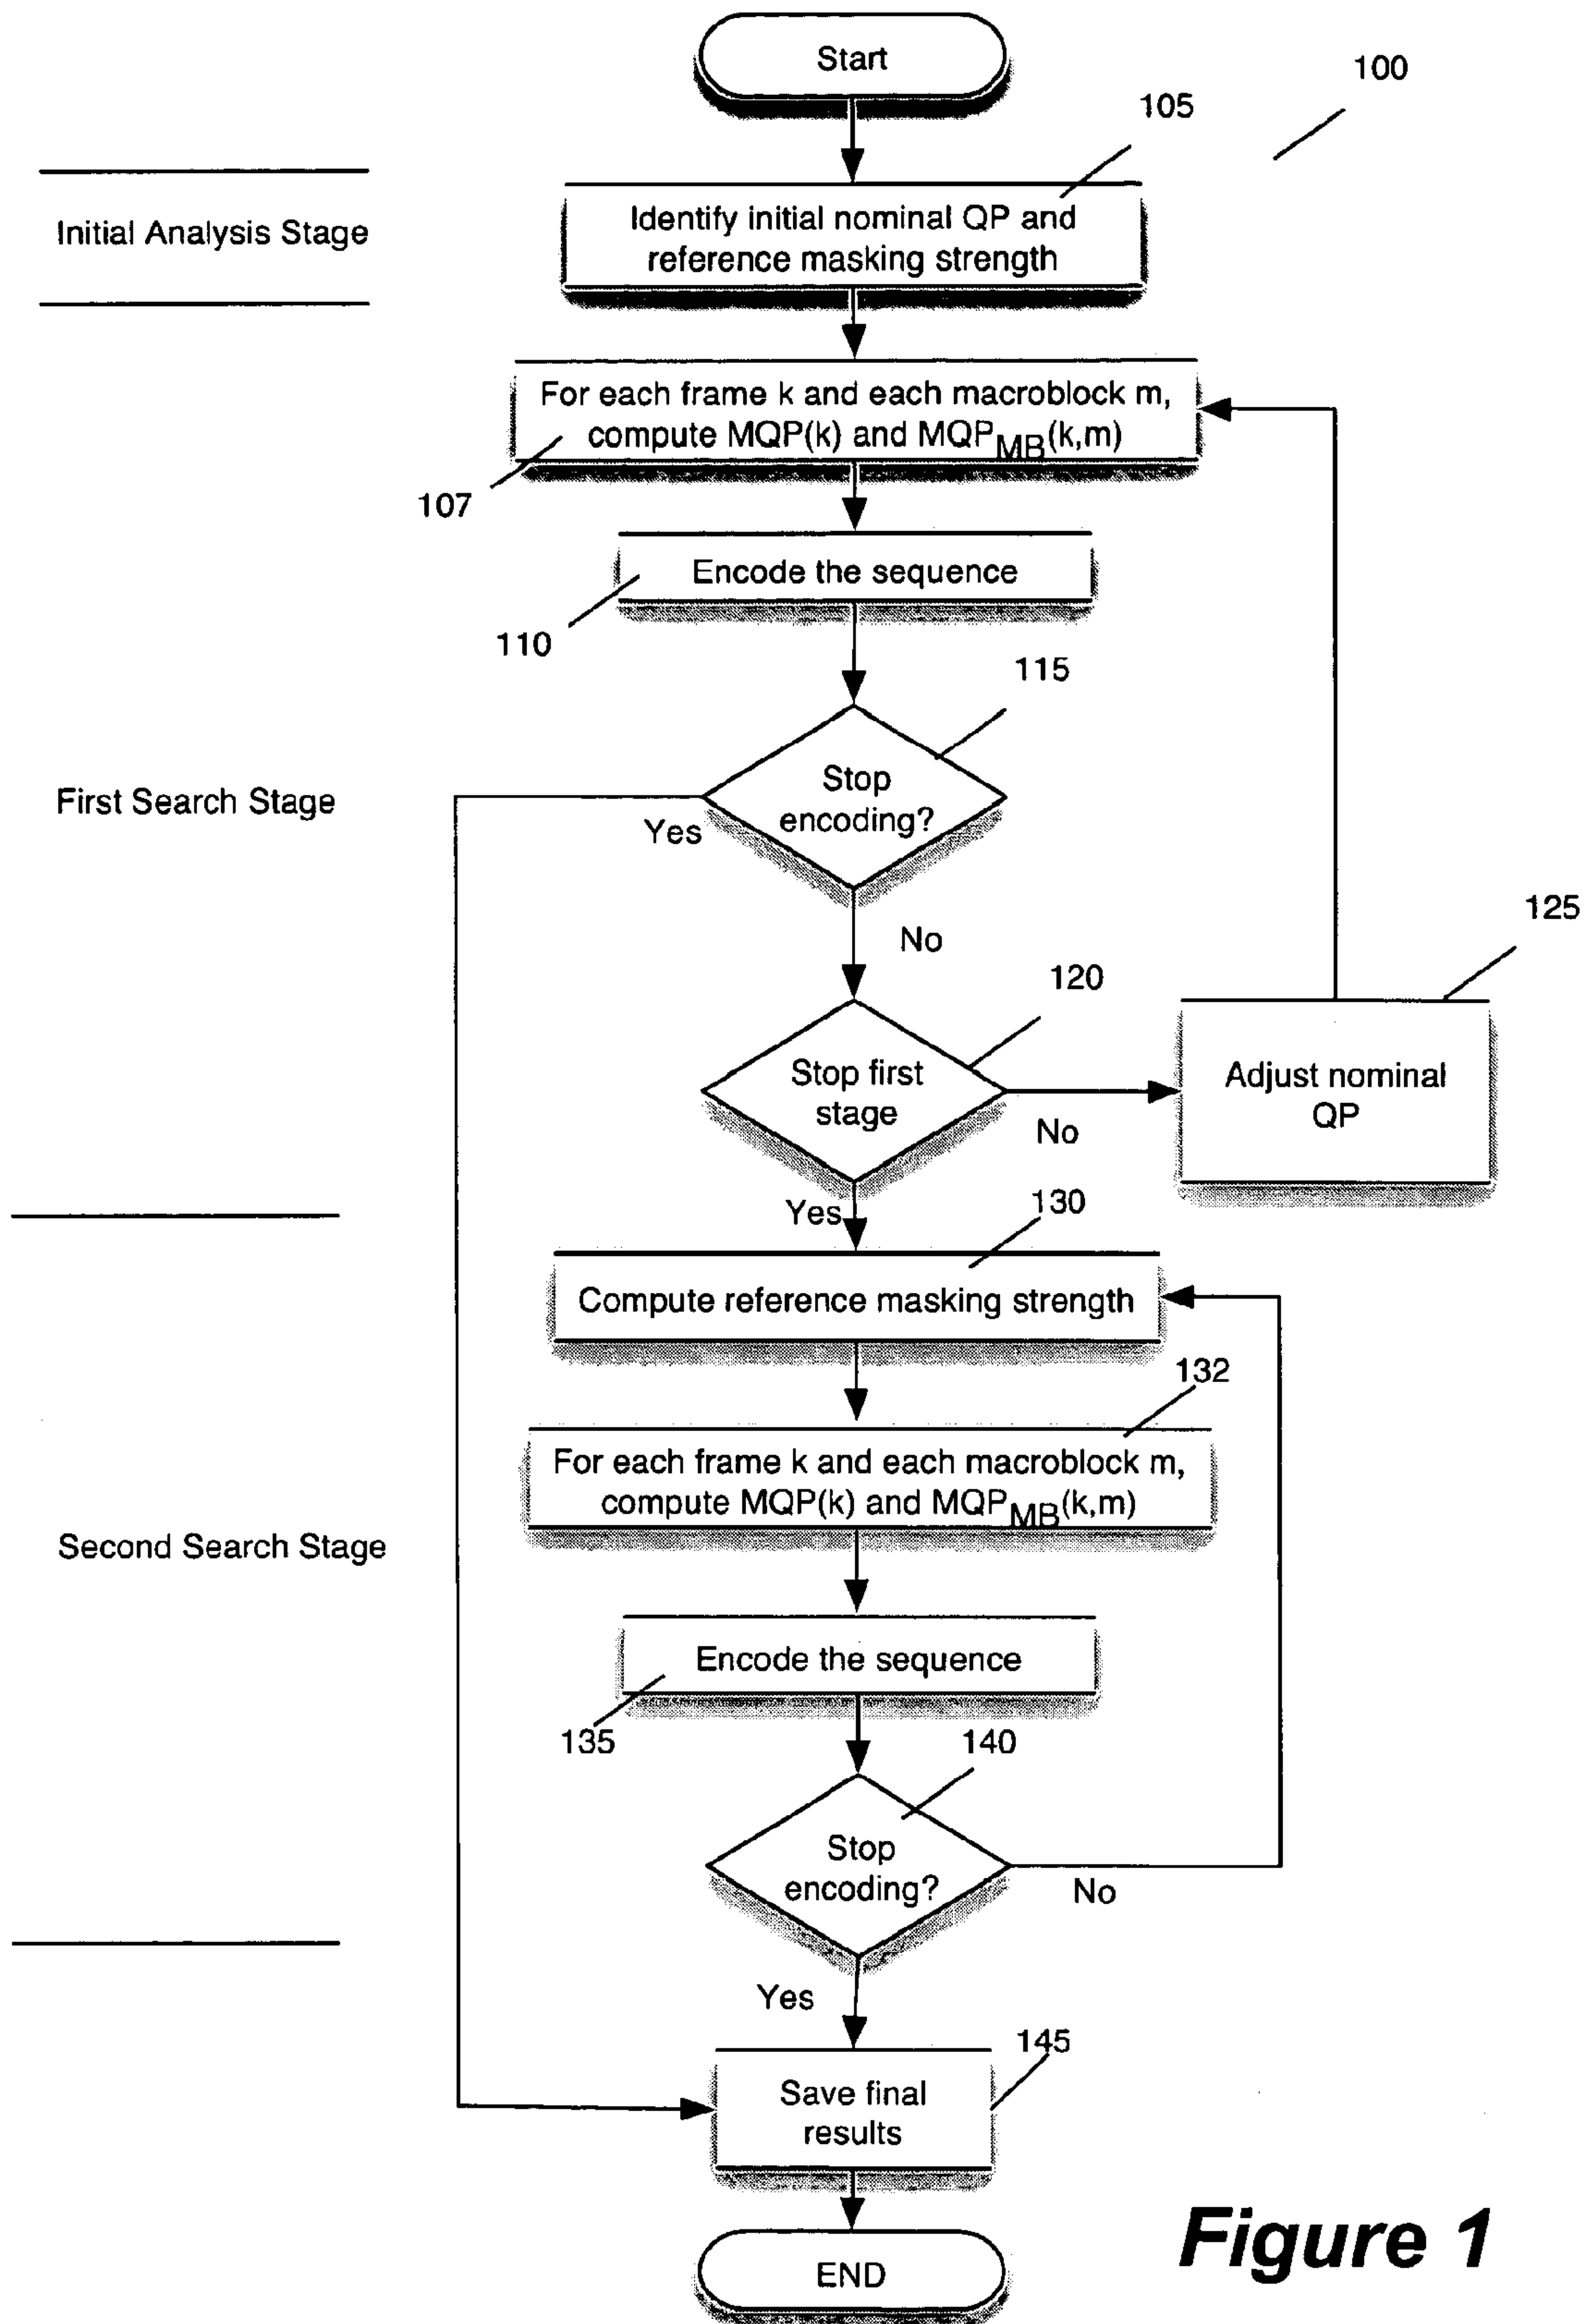 Start
100
105
Initial Analysis Stage
Identify initial nominal QP and
reference masking strength
For each frame k and each macroblock m,
compute MQP(k) and MQP_MB(k,m)
107
Encode the sequence
110
115
First Search Stage
Stop
encoding?
Yes
No
125
120
Stop first
stage
No
Adjust nominal
QP
Yes
130
Compute reference masking strength
132
For each frame k and each macroblock m,
compute MQP(k) and MQP_MB(k,m)
Second Search Stage
Encode the sequence
135
140
Stop
encoding?
No
Yes
145
Save final
results
END
Figure 1